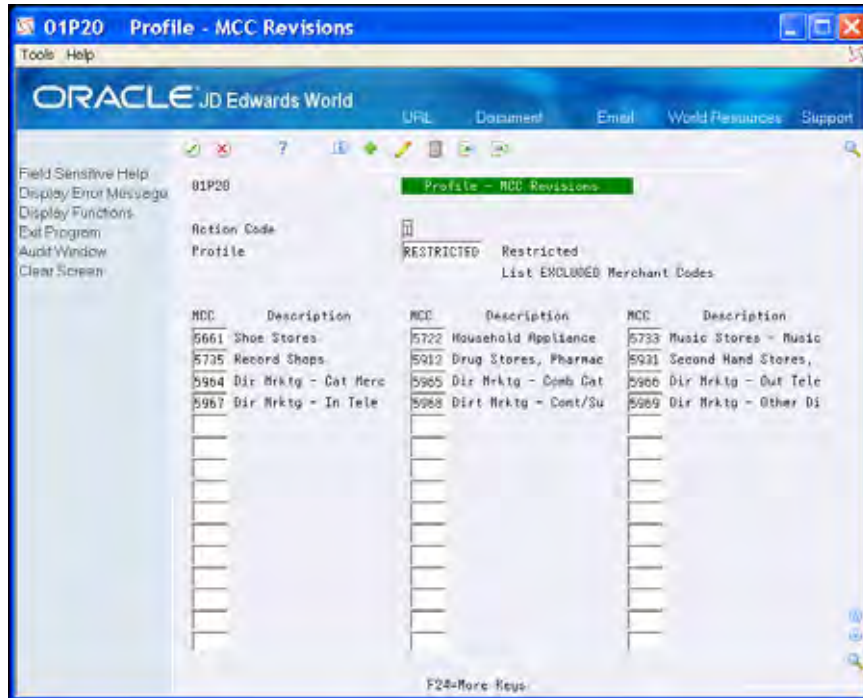 01P20 Profile - MCC Revisions
Tools Help
ORACLE JD Edwards World
URL Document Email World Resources Support
Field Sensitive Help
Display Error Message
Display Functions
Exit Program
Audit Window
Clear Screen
01P20 Profile - MCC Revisions
Action Code I
Profile RESTRICTED Restricted
List EXCLUDED Merchant Codes
MCC Description MCC Description MCC Description
5661 Shoe Stores 5722 Household Appliance 5733 Music Stores - Music
5735 Record Shops 5912 Drug Stores, Pharmac 5931 Second Hand Stores,
5964 Dir Mrktg - Cat Merc 5965 Dir Mrktg - Comb Cat 5966 Dir Mrktg - Out Tele
5967 Dir Mrktg - In Tele 5968 Dirt Mrktg - Cont/Su 5969 Dir Mrktg - Other Di
F24=More Keys